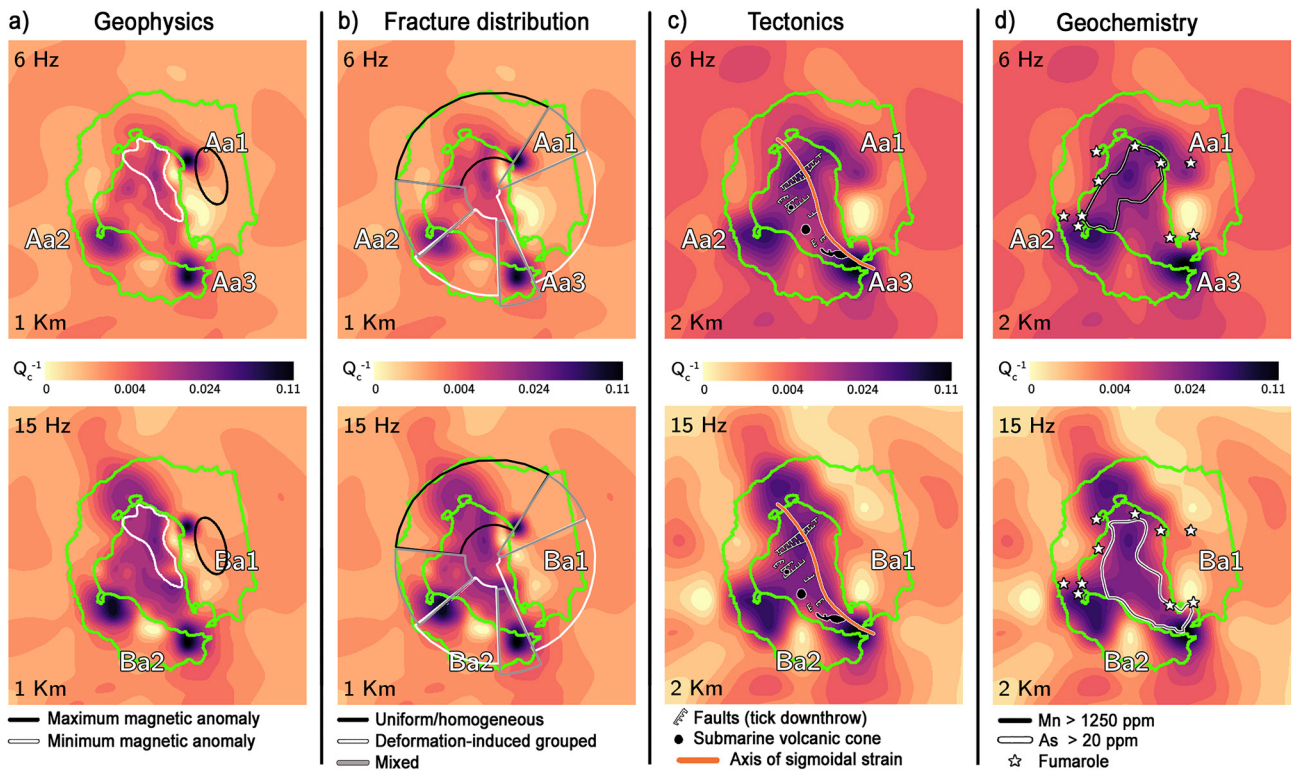 a) Geophysics
b) Fracture distribution
c) Tectonics
d) Geochemistry
6 Hz
Aa1
Aa2
Aa3
1 Km
6 Hz
Aa1
Aa2
Aa3
1 Km
6 Hz
Aa1
Aa2
Aa3
2 Km
6 Hz
Aa1
Aa2
Aa3
2 Km
Qc-1 0 0.004 0.024 0.11
Qc-1 0 0.004 0.024 0.11
Qc-1 0 0.004 0.024 0.11
Qc-1 0 0.004 0.024 0.11
15 Hz
Ba1
Ba2
1 Km
15 Hz
Ba1
Ba2
1 Km
15 Hz
Ba1
Ba2
2 Km
15 Hz
Ba1
Ba2
2 Km
Maximum magnetic anomaly
Minimum magnetic anomaly
Uniform/homogeneous
Deformation-induced grouped
Mixed
Faults (tick downthrow)
Submarine volcanic cone
Axis of sigmoidal strain
Mn > 1250 ppm
As > 20 ppm
Fumarole